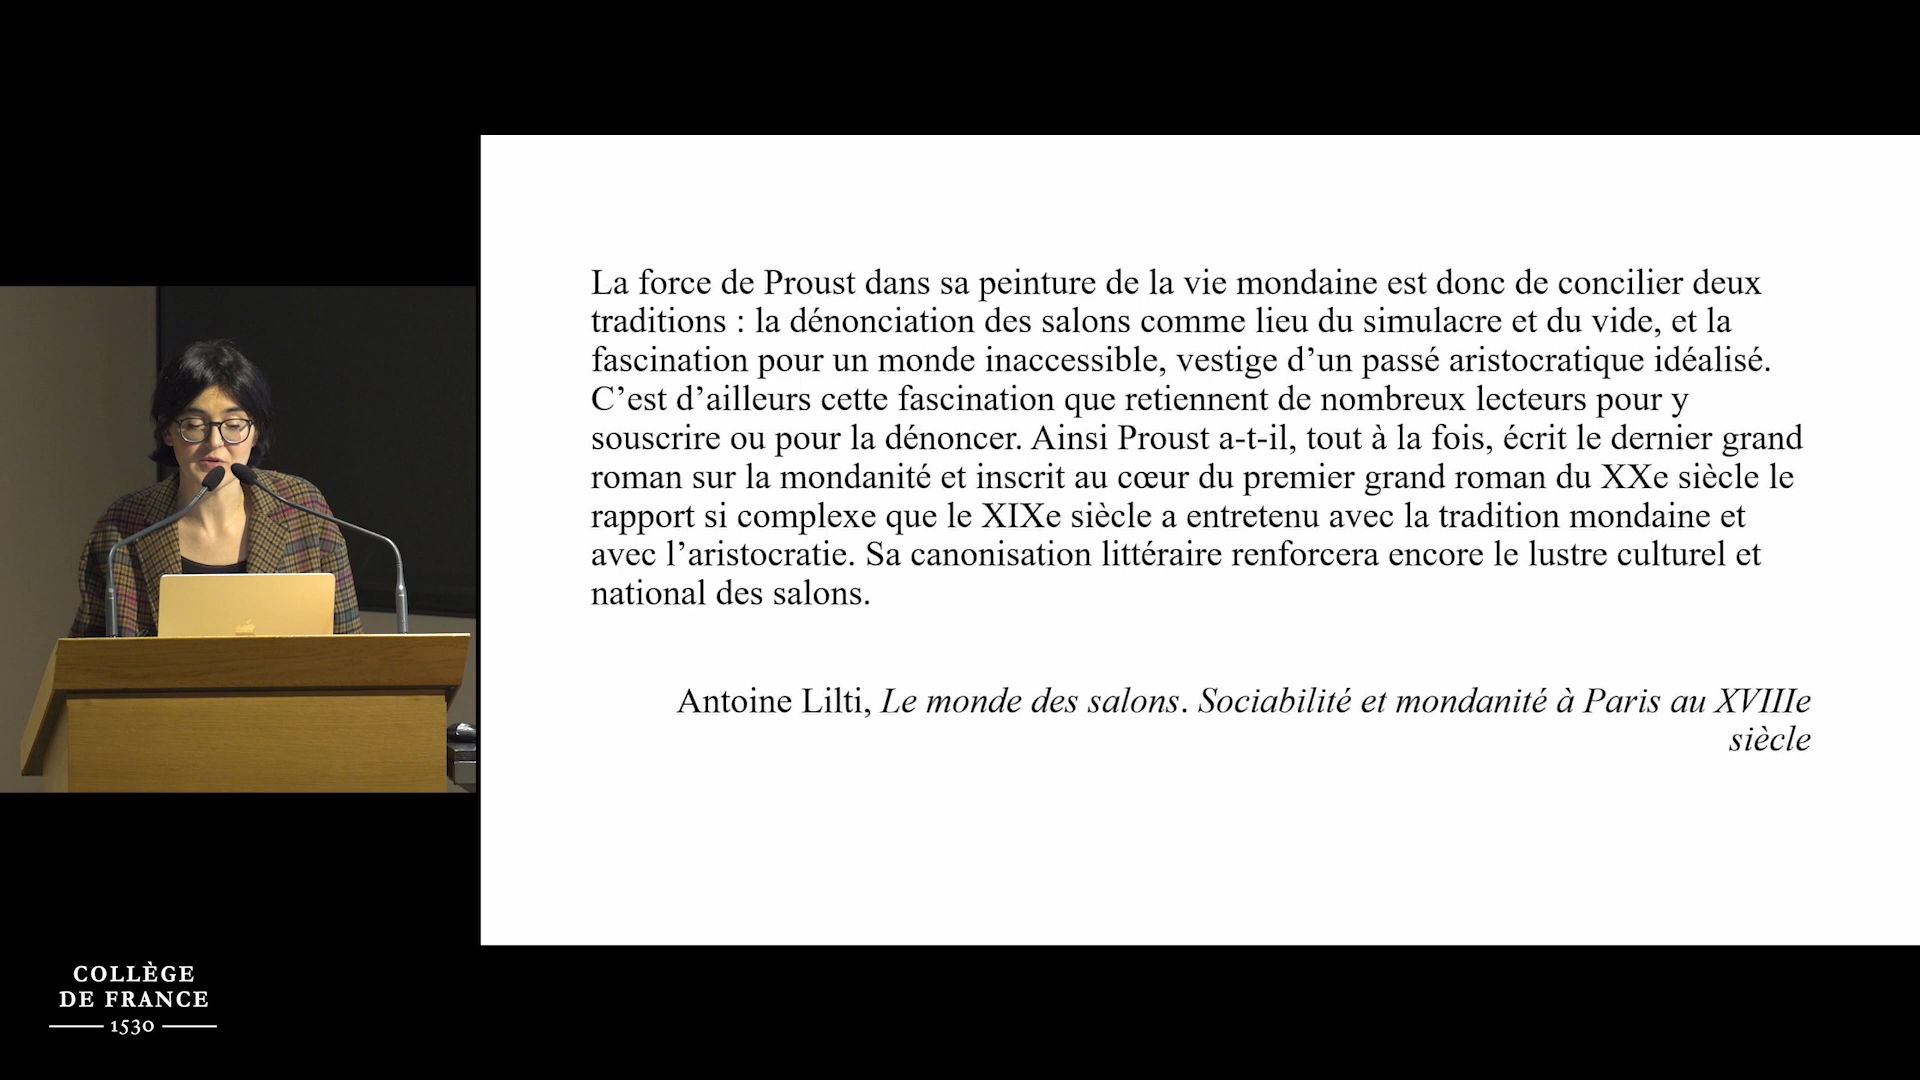 La force de Proust dans sa peinture de la vie mondaine est donc de concilier deux
traditions : la dénonciation des salons comme lieu du simulacre et du vide, et la
fascination pour un monde inaccessible, vestige d’un passé aristocratique idéalisé.
C’est d’ailleurs cette fascination que retiennent de nombreux lecteurs pour y
souscrire ou pour la dénoncer. Ainsi Proust a-t-il, tout à la fois, écrit le dernier grand
roman sur la mondanité et inscrit au cœur du premier grand roman du XXe siècle le
rapport si complexe que le XIXe siècle a entretenu avec la tradition mondaine et
avec l’aristocratie. Sa canonisation littéraire renforcera encore le lustre culturel et
national des salons.
Antoine Lilti, Le monde des salons. Sociabilité et mondanité à Paris au XVIIIe
siècle
COLLÈGE
DE FRANCE
1530